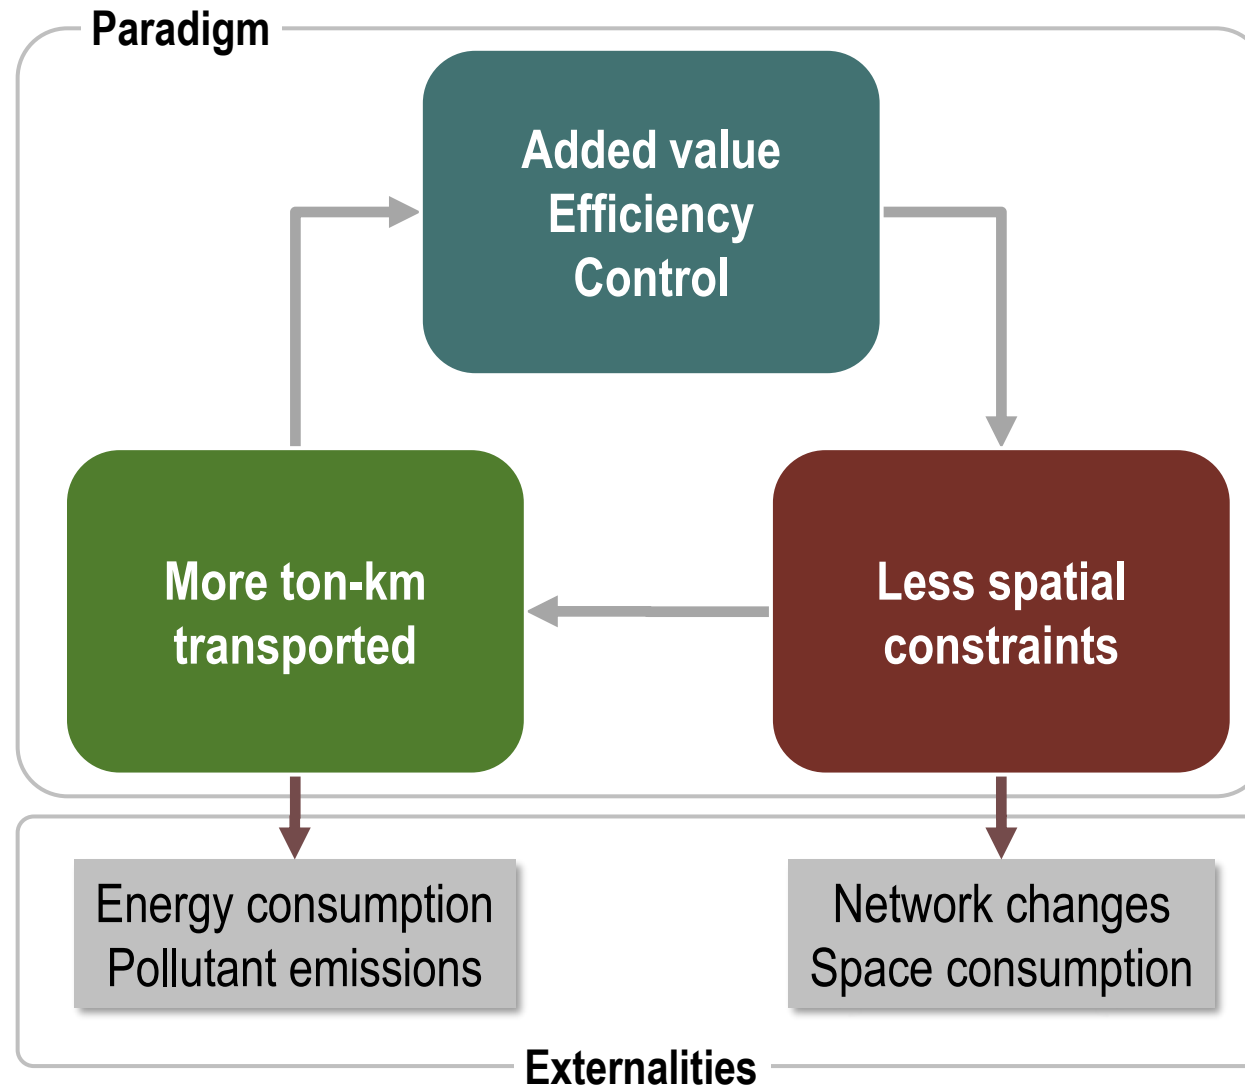 Paradigm
Added value
Efficiency
Control
More ton-km
transported
Less spatial
constraints
Energy consumption
Pollutant emissions
Network changes
Space consumption
Externalities